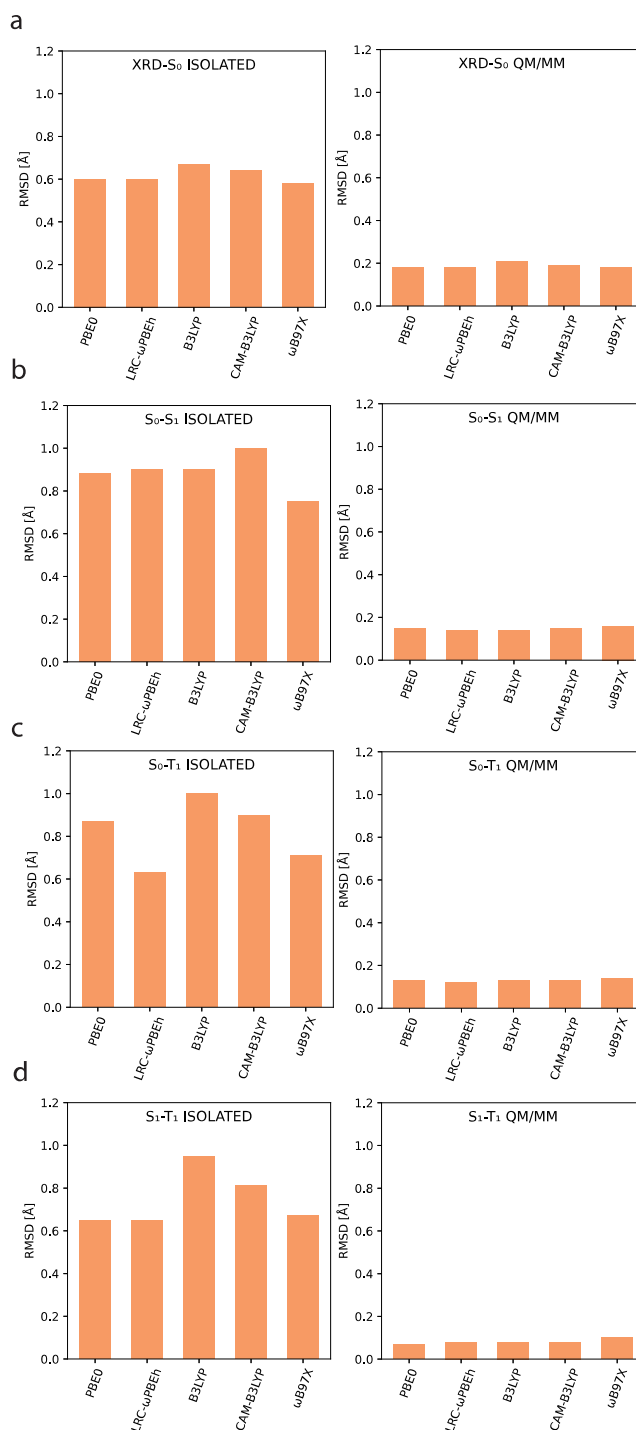 a
XRD-S₀ ISOLATED
RMSD [Å]
1.2
1.0
0.8
0.6
0.4
0.2
0.0
PBE0
LRC-ωPBEh
B3LYP
CAM-B3LYP
ωB97X
XRD-S₀ QM/MM
RMSD [Å]
1.2
1.0
0.8
0.6
0.4
0.2
0.0
PBE0
LRC-ωPBEh
B3LYP
CAM-B3LYP
ωB97X
b
S₀-S₁ ISOLATED
RMSD [Å]
1.2
1.0
0.8
0.6
0.4
0.2
0.0
PBE0
LRC-ωPBEh
B3LYP
CAM-B3LYP
ωB97X
S₀-S₁ QM/MM
RMSD [Å]
1.2
1.0
0.8
0.6
0.4
0.2
0.0
PBE0
LRC-ωPBEh
B3LYP
CAM-B3LYP
ωB97X
c
S₀-T₁ ISOLATED
RMSD [Å]
1.2
1.0
0.8
0.6
0.4
0.2
0.0
PBE0
LRC-ωPBEh
B3LYP
CAM-B3LYP
ωB97X
S₀-T₁ QM/MM
RMSD [Å]
1.2
1.0
0.8
0.6
0.4
0.2
0.0
PBE0
LRC-ωPBEh
B3LYP
CAM-B3LYP
ωB97X
d
S₁-T₁ ISOLATED
RMSD [Å]
1.2
1.0
0.8
0.6
0.4
0.2
0.0
PBE0
LRC-ωPBEh
B3LYP
CAM-B3LYP
ωB97X
S₁-T₁ QM/MM
RMSD [Å]
1.2
1.0
0.8
0.6
0.4
0.2
0.0
PBE0
LRC-ωPBEh
B3LYP
CAM-B3LYP
ωB97X